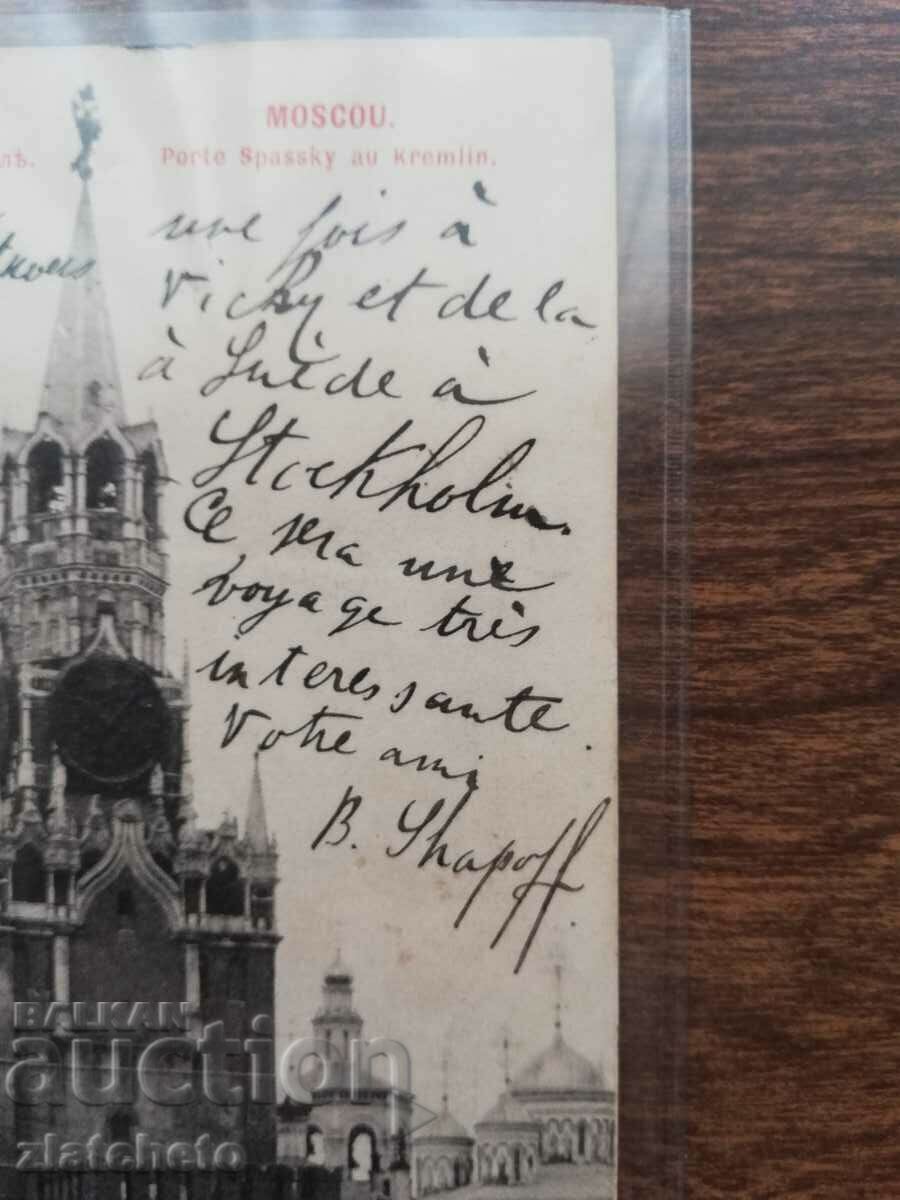 MOSCOU.
Porte Spassky au Kremlin.
une fois à
Vichy et de la
à Suède à
Stockholm.
Ce sera une
voyage très
interessante.
Votre ami
B. Shapoff.
BALKAN
auction
zlatcheto